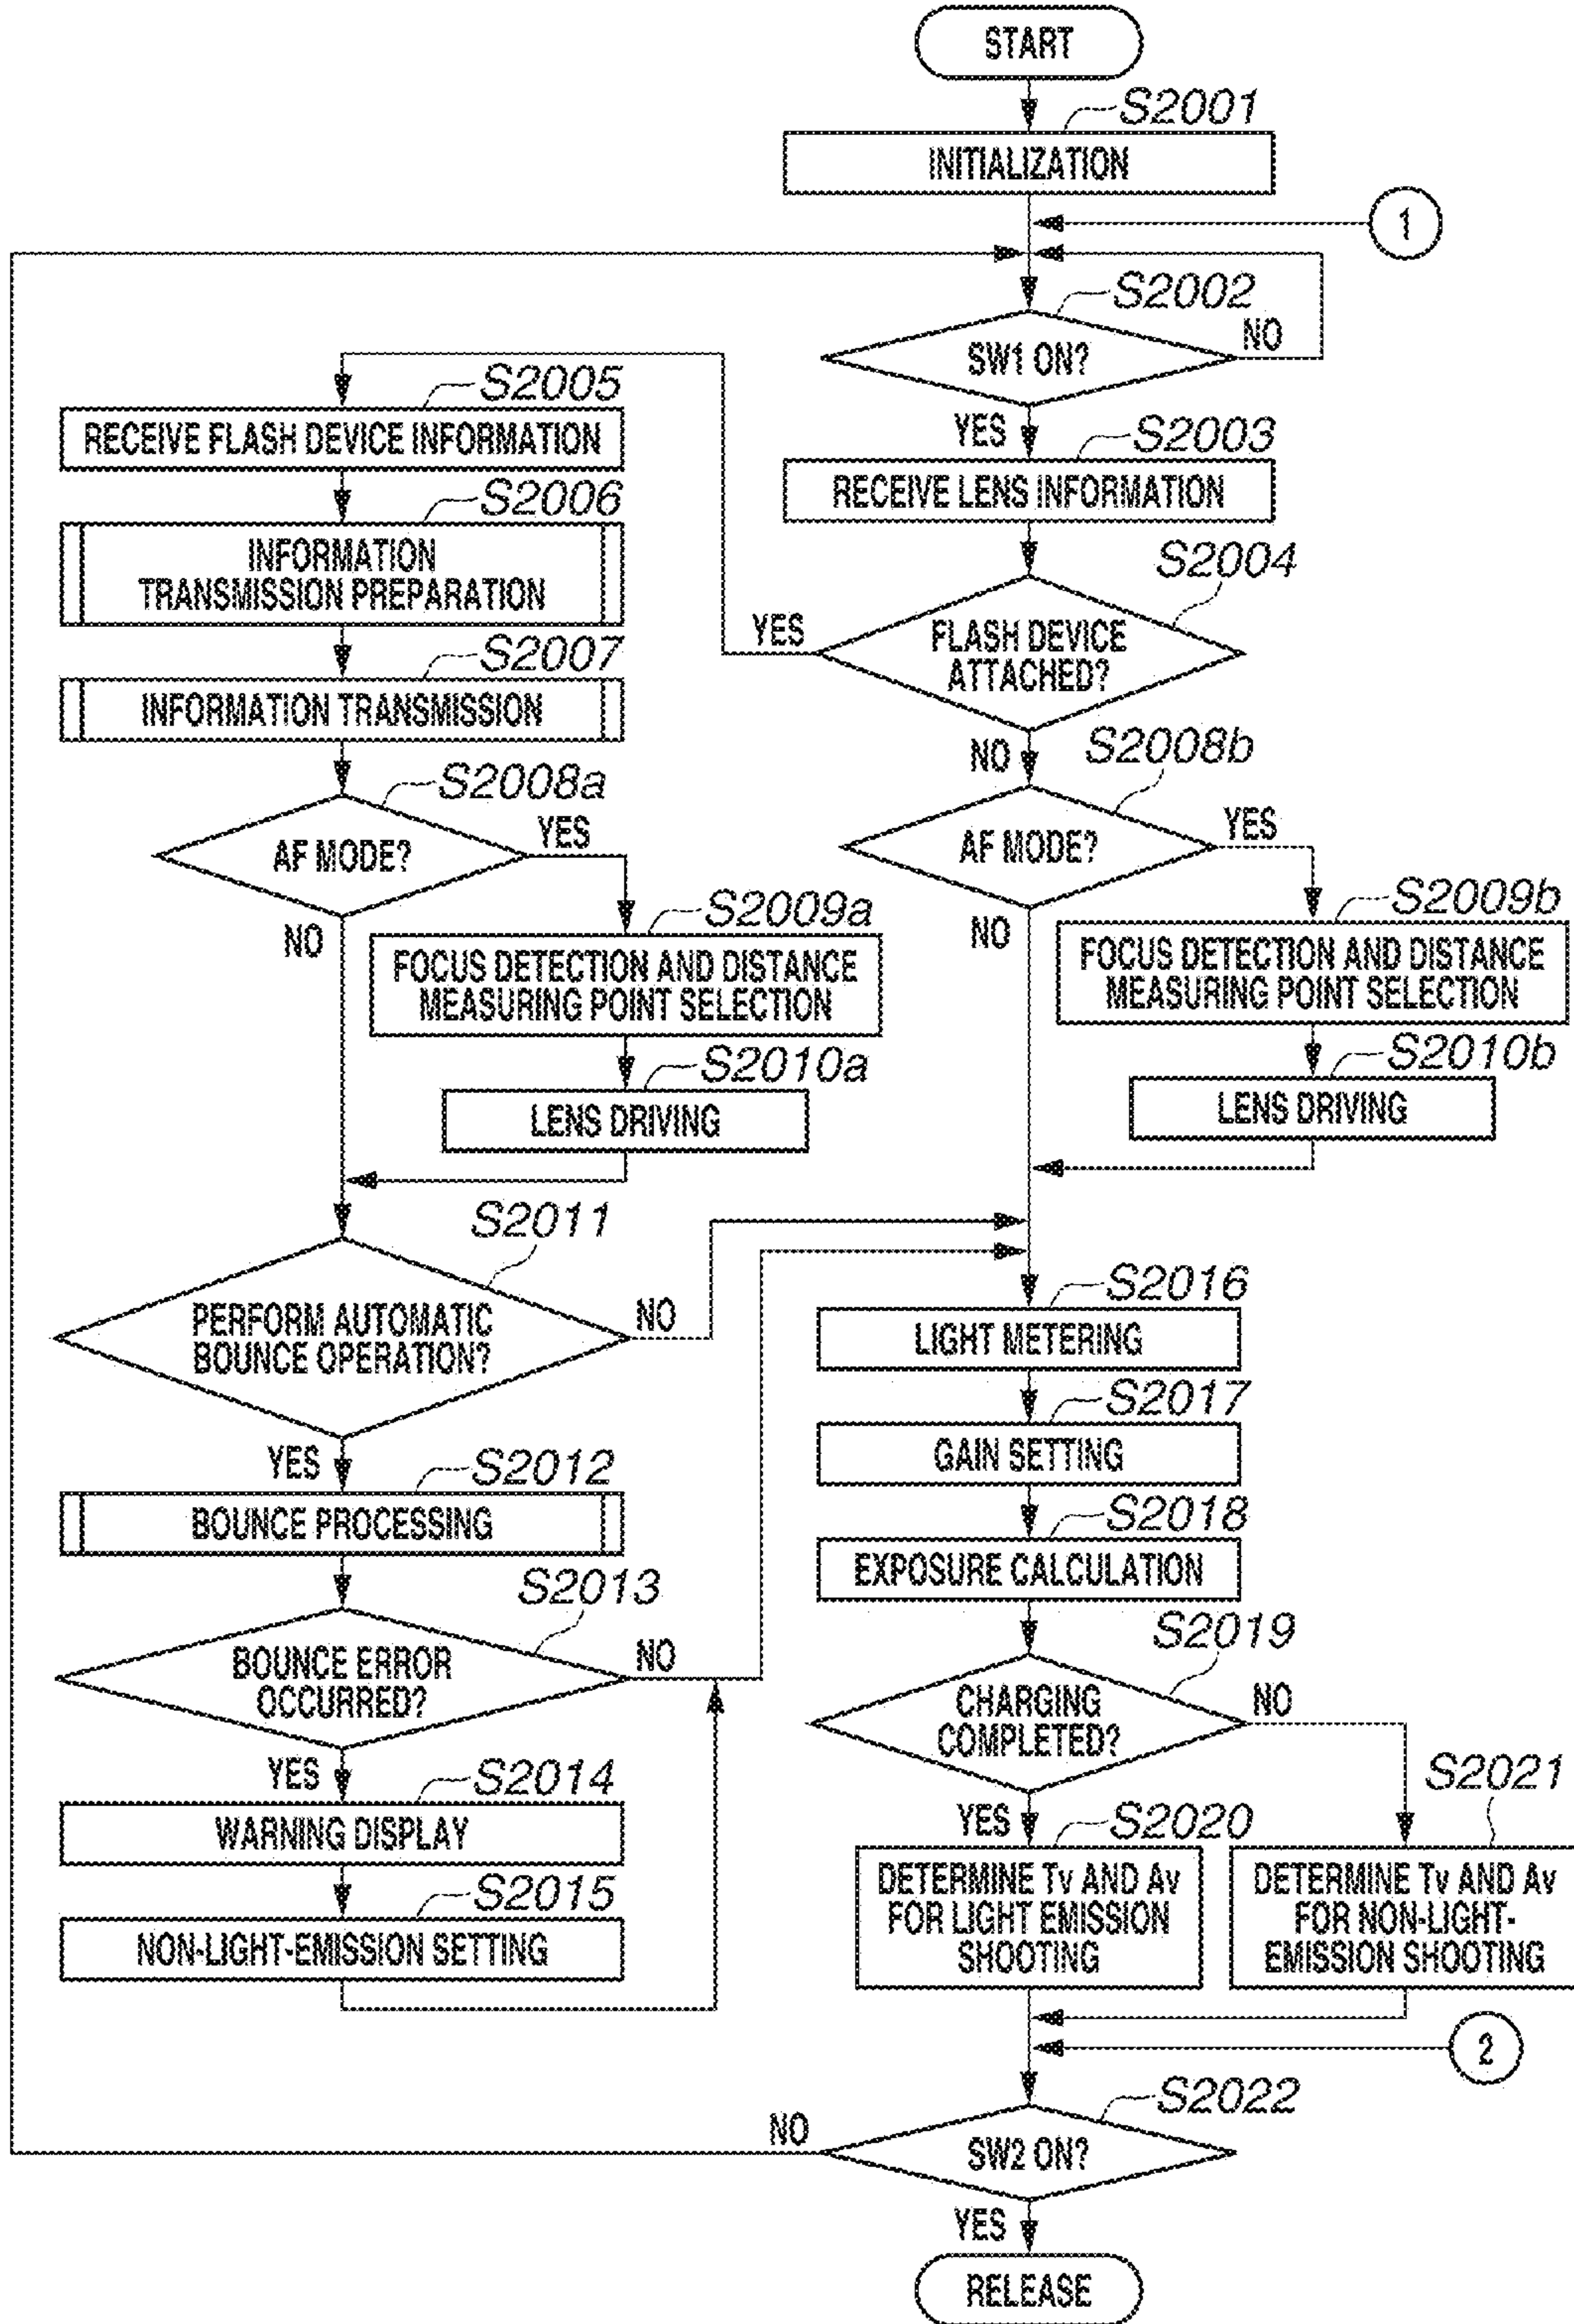 START
S2001
INITIALIZATION
1
S2002
SW1 ON?
NO
YES
S2003
RECEIVE LENS INFORMATION
S2004
FLASH DEVICE
ATTACHED?
YES
NO
S2005
RECEIVE FLASH DEVICE INFORMATION
S2006
INFORMATION
TRANSMISSION PREPARATION
S2007
INFORMATION TRANSMISSION
S2008a
AF MODE?
YES
NO
S2009a
FOCUS DETECTION AND DISTANCE
MEASURING POINT SELECTION
S2010a
LENS DRIVING
S2008b
AF MODE?
YES
NO
S2009b
FOCUS DETECTION AND DISTANCE
MEASURING POINT SELECTION
S2010b
LENS DRIVING
S2011
PERFORM AUTOMATIC
BOUNCE OPERATION?
NO
YES
S2012
BOUNCE PROCESSING
S2013
BOUNCE ERROR
OCCURRED?
NO
YES
S2014
WARNING DISPLAY
S2015
NON-LIGHT-EMISSION SETTING
S2016
LIGHT METERING
S2017
GAIN SETTING
S2018
EXPOSURE CALCULATION
S2019
CHARGING
COMPLETED?
NO
YES
S2020
DETERMINE Tv AND Av
FOR LIGHT EMISSION
SHOOTING
S2021
DETERMINE Tv AND Av
FOR NON-LIGHT-
EMISSION SHOOTING
2
S2022
SW2 ON?
NO
YES
RELEASE